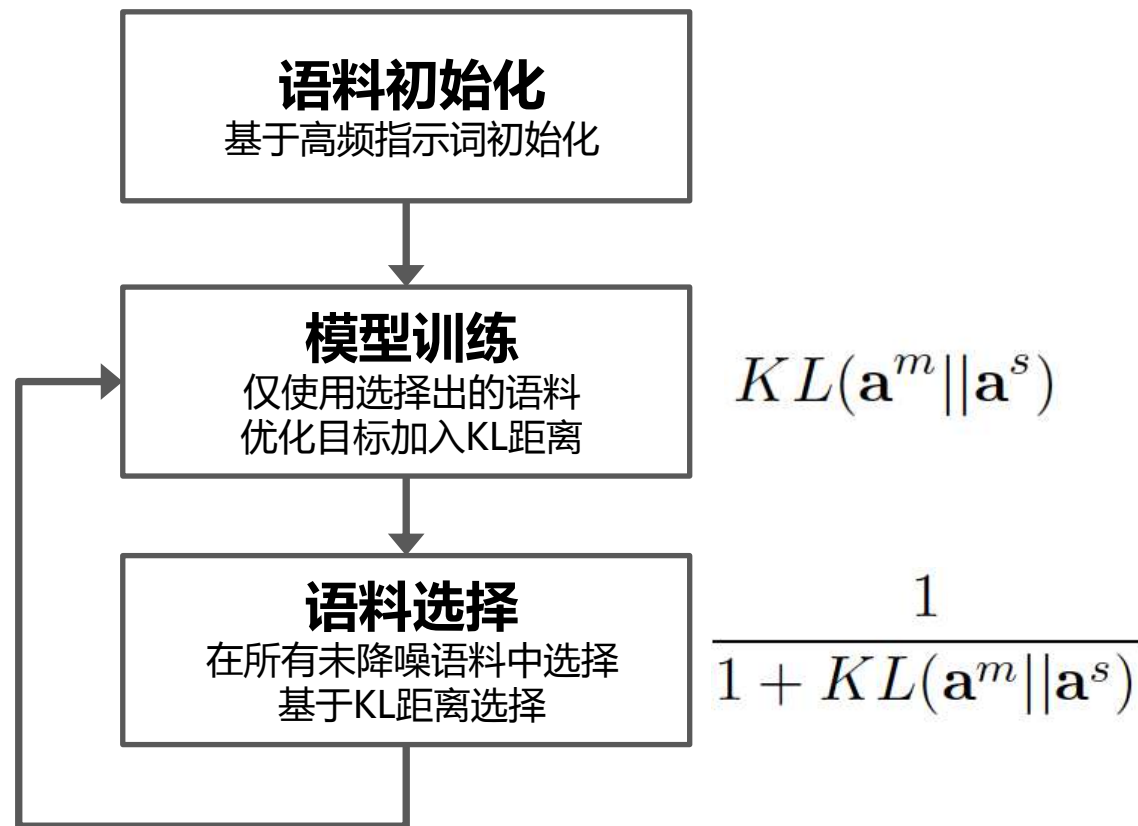 语料初始化
基于高频指示词初始化
模型训练
仅使用选择出的语料
优化目标加入KL距离
KL(a^m||a^s)
语料选择
在所有未降噪语料中选择
基于KL距离选择
1
1 + KL(a^m||a^s)